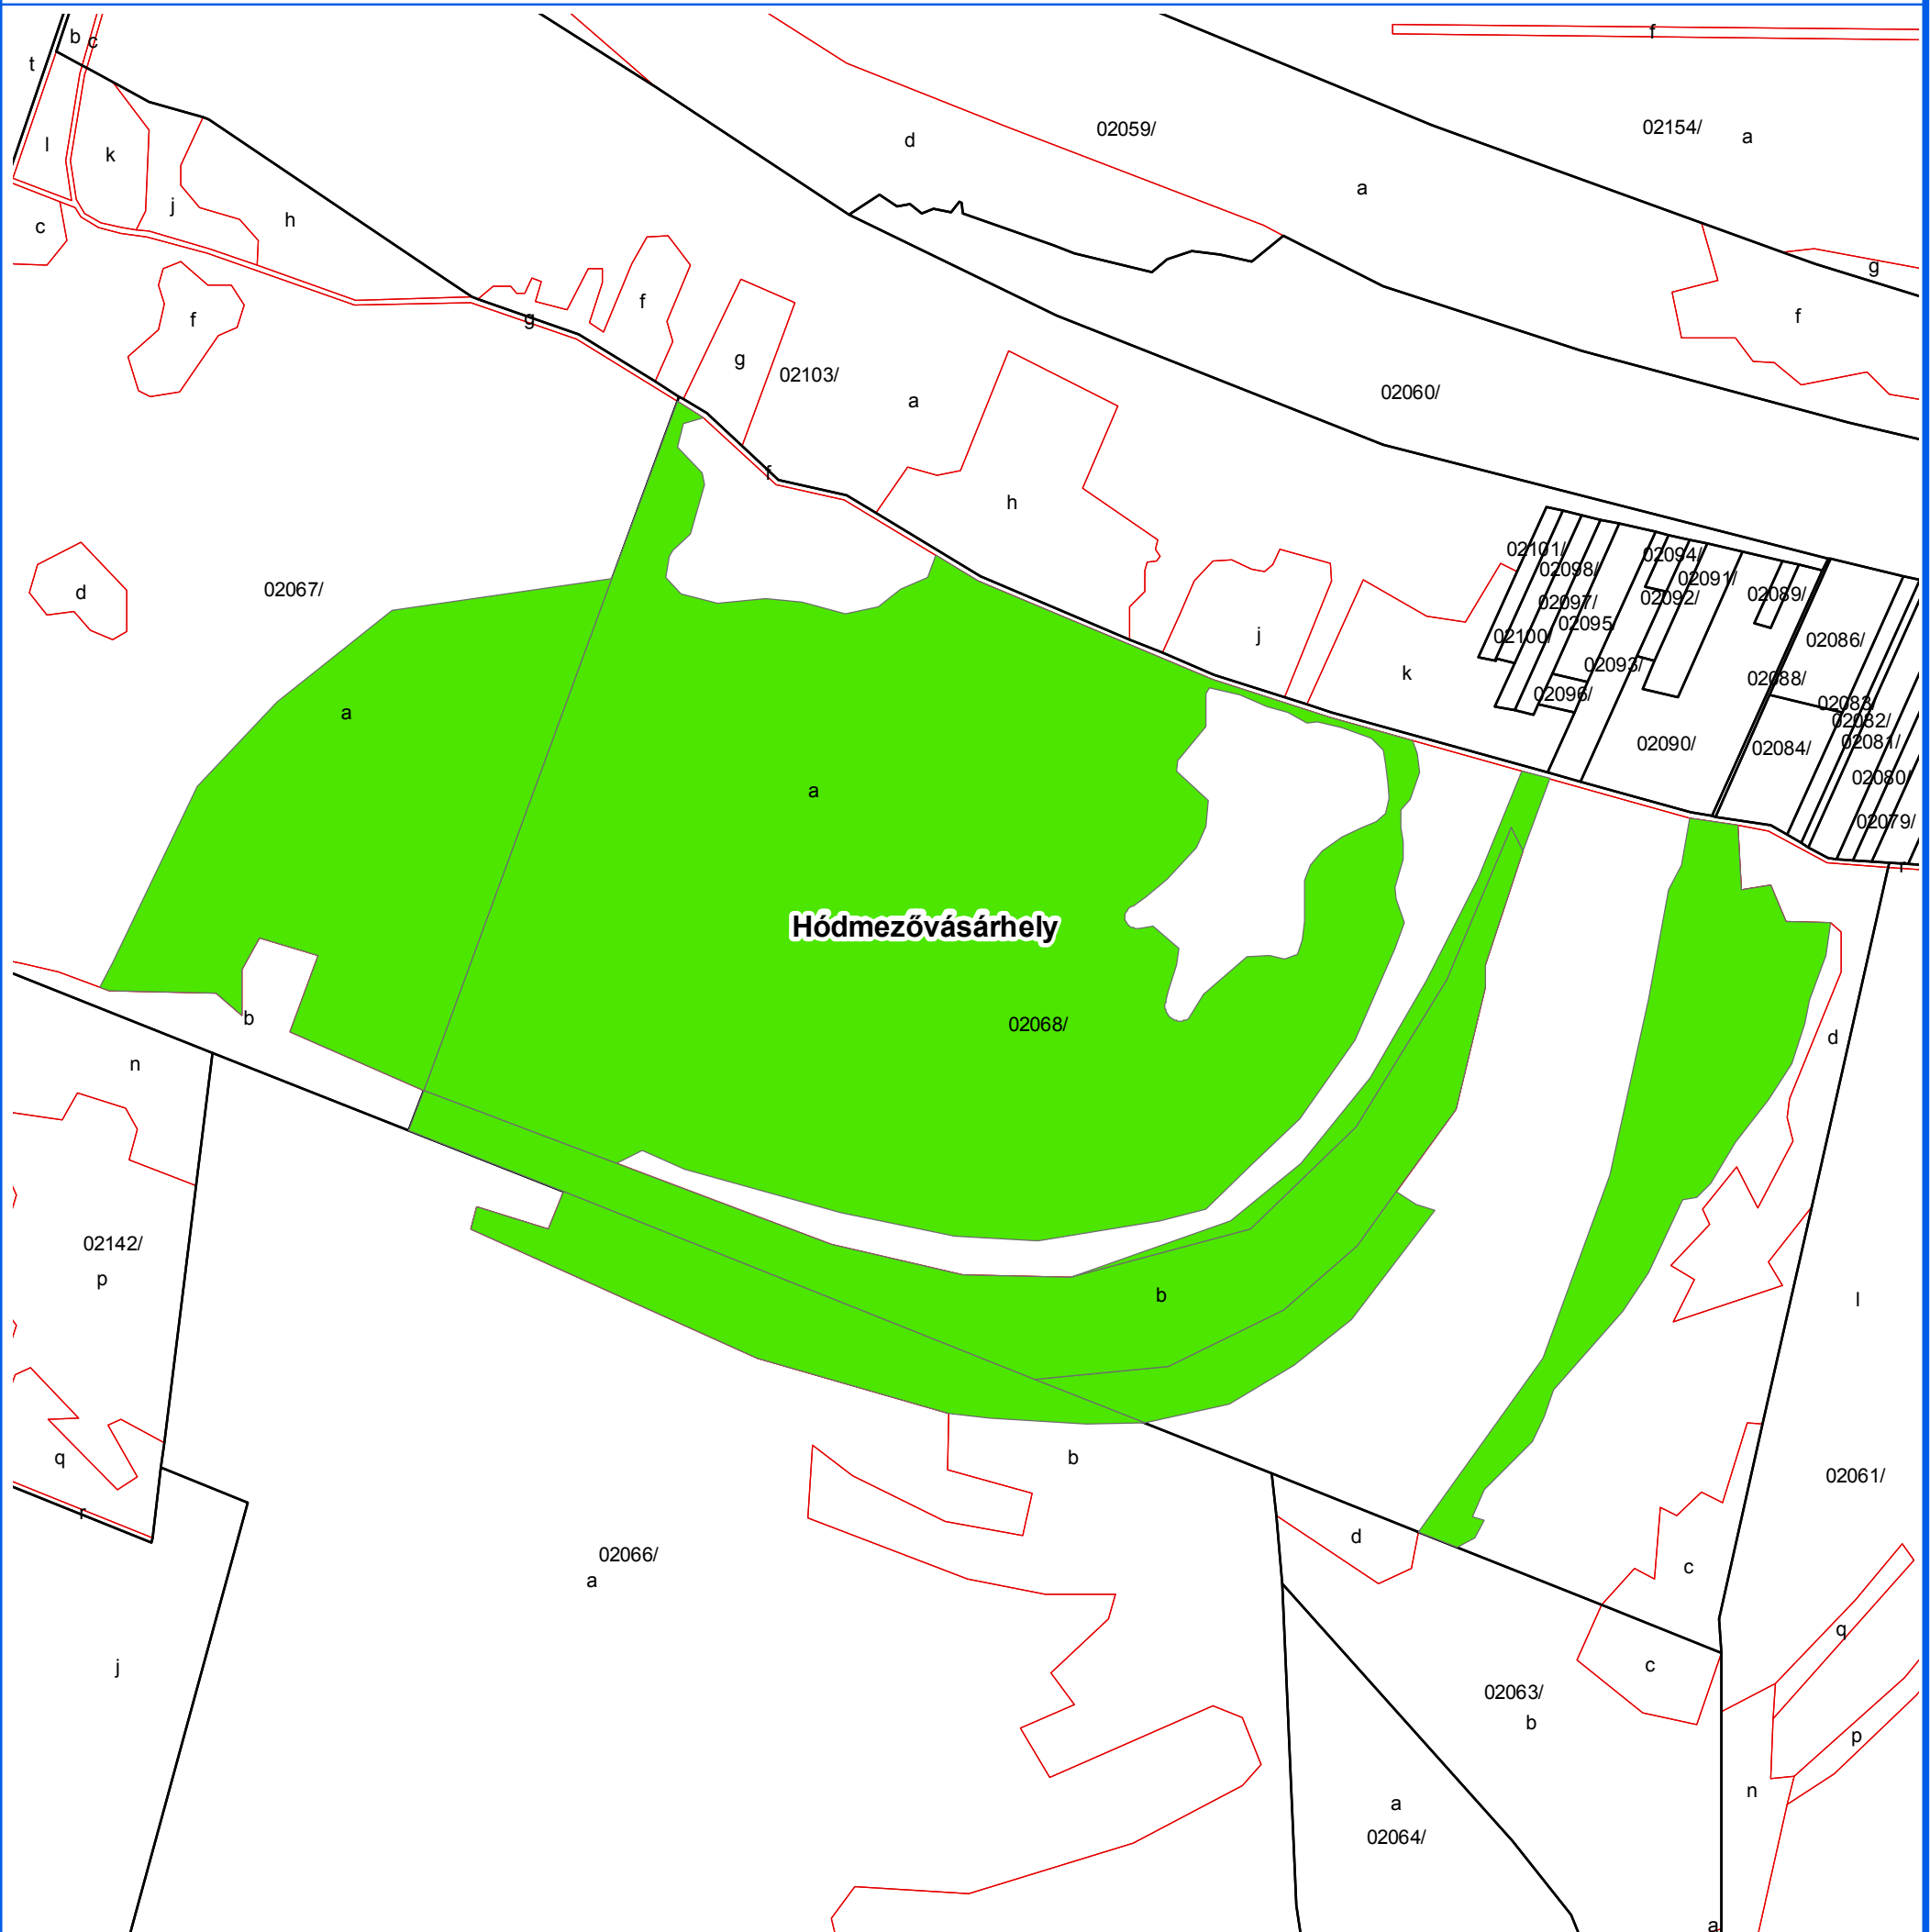 b
c
f
t
02059/
02154/
a
d
l
k
a
j
h
c
g
f
f
f
g
g
02103/
a
02060/
f
h
02101/
02094/
02098/
02091/
d
02067/
02092/
02089/
02097/
02095
j
02100/
02086/
02093/
k
02088/
02096/
02083/
a
02082/
02090/
02084/
02081/
02080/
a
02079/
r
Hódmezővásárhely
b
02068/
d
n
02142/
p
b
l
q
b
02061/
r
d
02066/
a
c
q
j
c
02063/
b
p
n
a
02064/
a